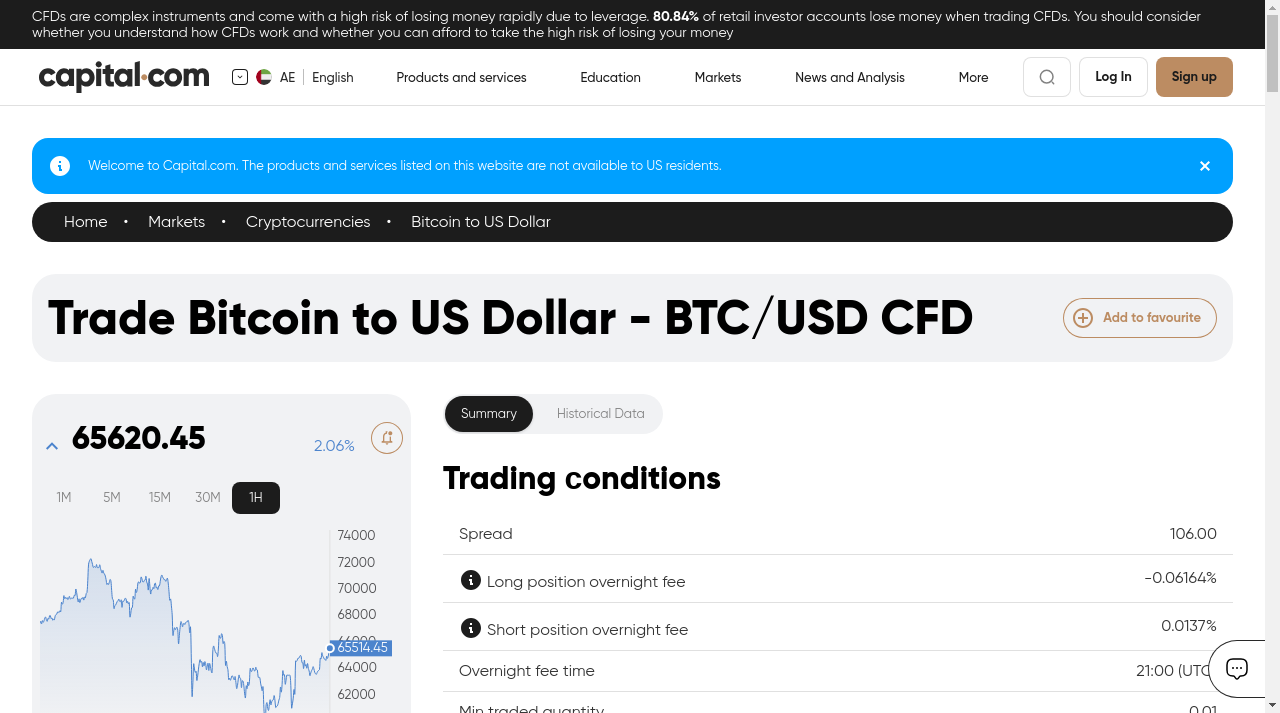 CFDs are complex instruments and come with a high risk of losing money rapidly due to leverage. 80.84% of retail investor accounts lose money when trading CFDs. You should consider
whether you understand how CFDs work and whether you can afford to take the high risk of losing your money
capital.com
AE English
Products and services
Education
Markets
News and Analysis
More
Log In
Sign up
Welcome to Capital.com. The products and services listed on this website are not available to US residents.
Home • Markets • Cryptocurrencies • Bitcoin to US Dollar
Trade Bitcoin to US Dollar - BTC/USD CFD
Add to favourite
65620.45
2.06%
1M 5M 15M 30M 1H
74000
72000
70000
68000
66000
65514.45
64000
62000
Summary
Historical Data
Trading conditions
Spread 106.00
Long position overnight fee -0.06164%
Short position overnight fee 0.0137%
Overnight fee time 21:00 (UTC
Min traded quantity 0.01